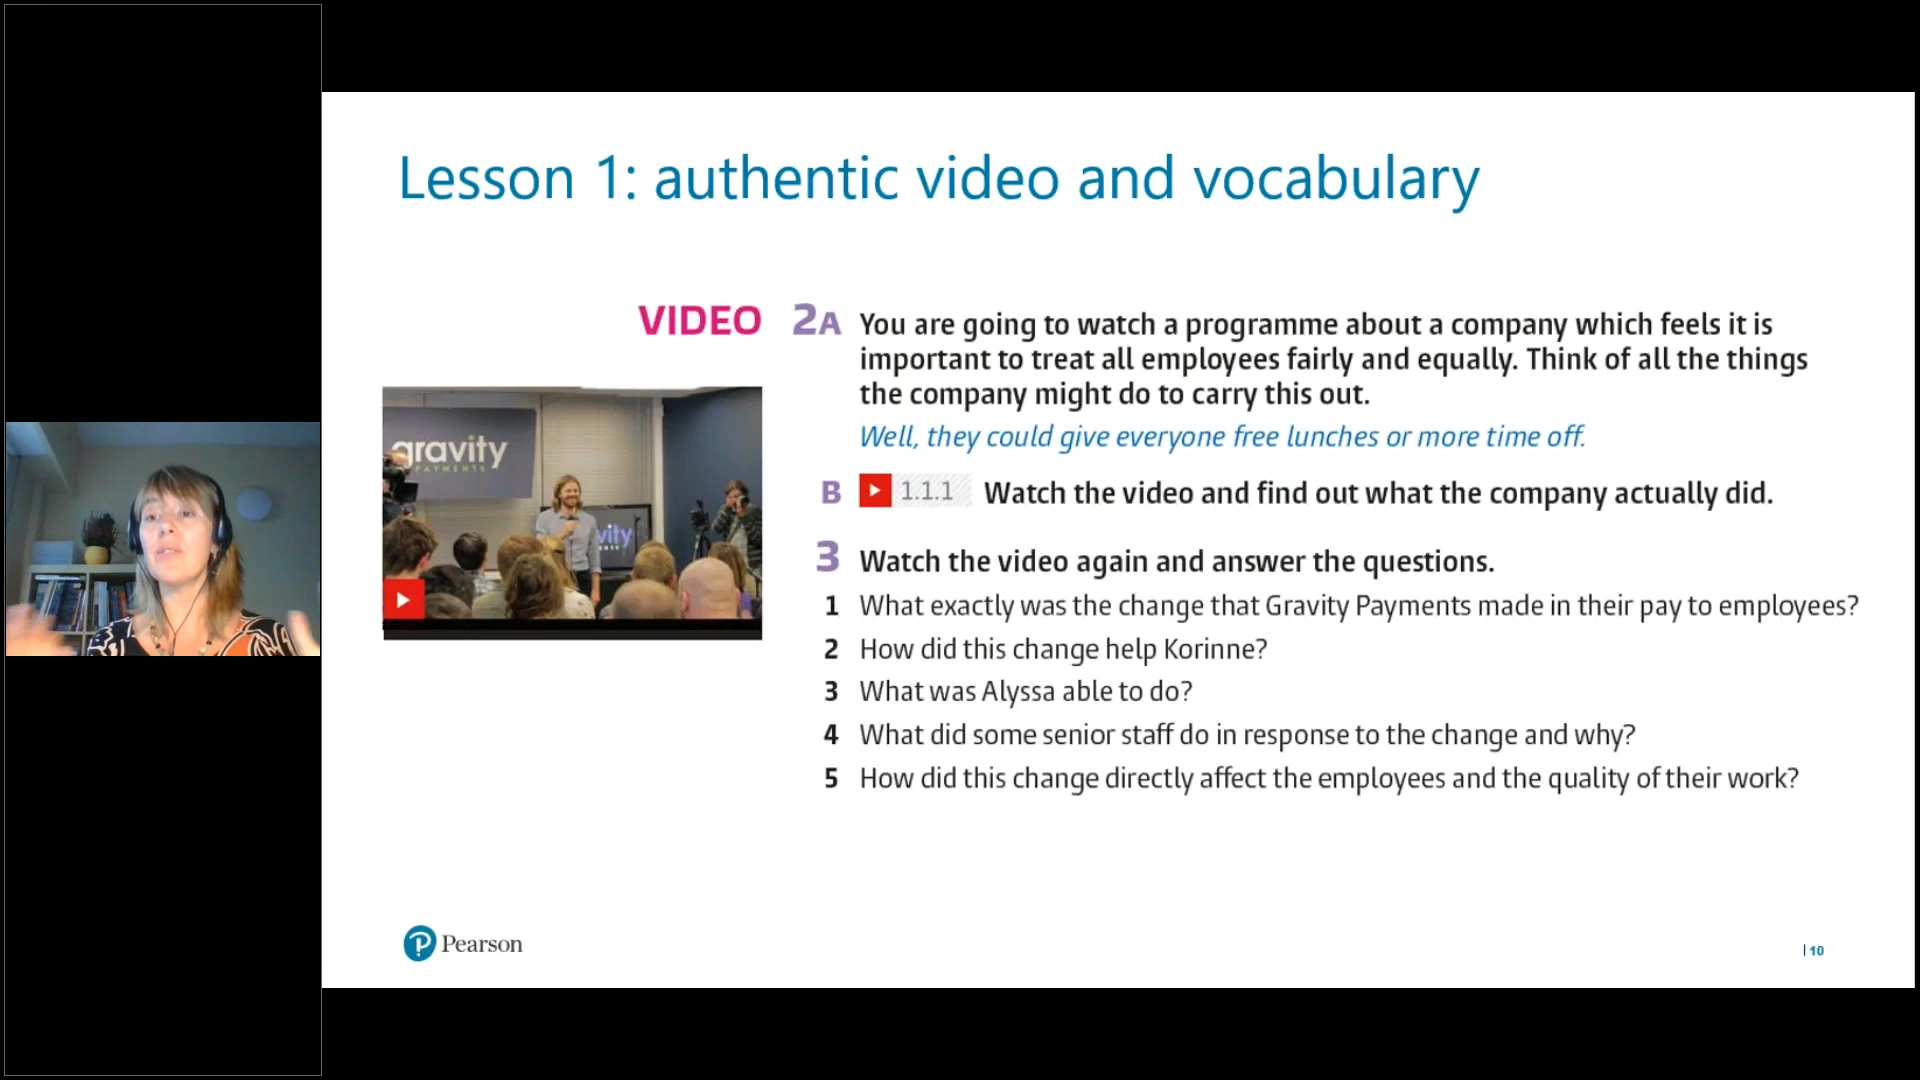 Lesson 1: authentic video and vocabulary
VIDEO 2A You are going to watch a programme about a company which feels it is
important to treat all employees fairly and equally. Think of all the things
the company might do to carry this out.
Well, they could give everyone free lunches or more time off.
B 1.1.1 Watch the video and find out what the company actually did.
3 Watch the video again and answer the questions.
1 What exactly was the change that Gravity Payments made in their pay to employees?
2 How did this change help Korinne?
3 What was Alyssa able to do?
4 What did some senior staff do in response to the change and why?
5 How did this change directly affect the employees and the quality of their work?
gravity
PAYMENTS
vity
Pearson
| 10